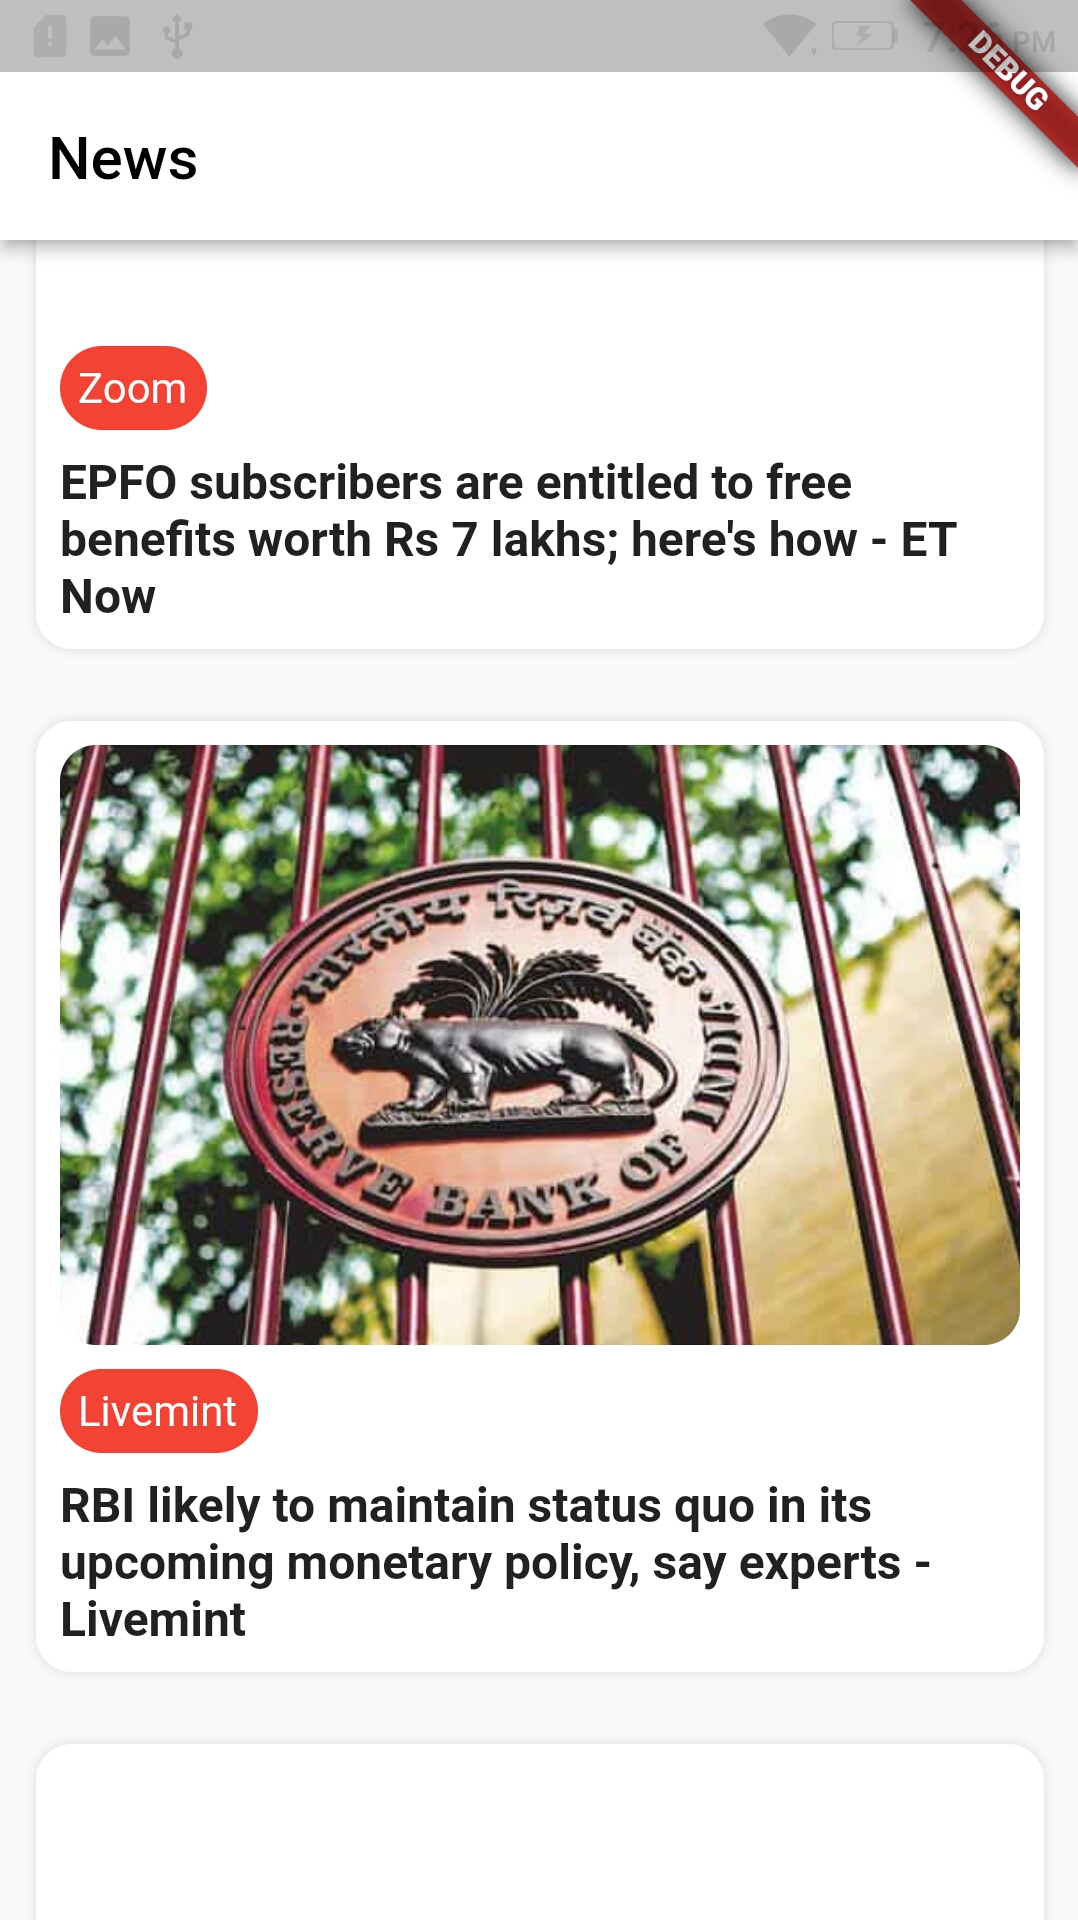 PM
DEBUG
News
Zoom
EPFO subscribers are entitled to free
benefits worth Rs 7 lakhs; here's how - ET
Now
भारतीय रिज़र्व बैंक
RESERVE BANK OF INDIA
Livemint
RBI likely to maintain status quo in its
upcoming monetary policy, say experts -
Livemint